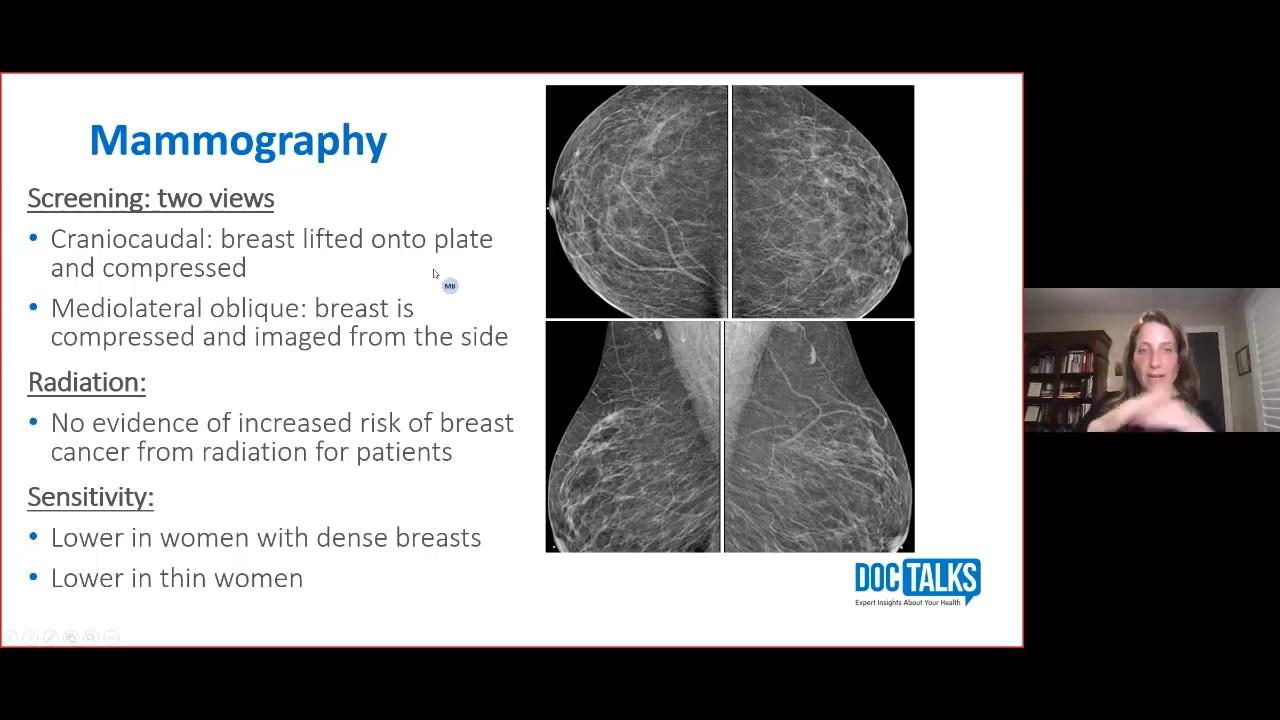 Mammography
Screening: two views
• Craniocaudal: breast lifted onto plate
and compressed
• Mediolateral oblique: breast is
compressed and imaged from the side
Radiation:
• No evidence of increased risk of breast
cancer from radiation for patients
Sensitivity:
• Lower in women with dense breasts
• Lower in thin women
MB
DOC TALKS
Expert Insights About Your Health